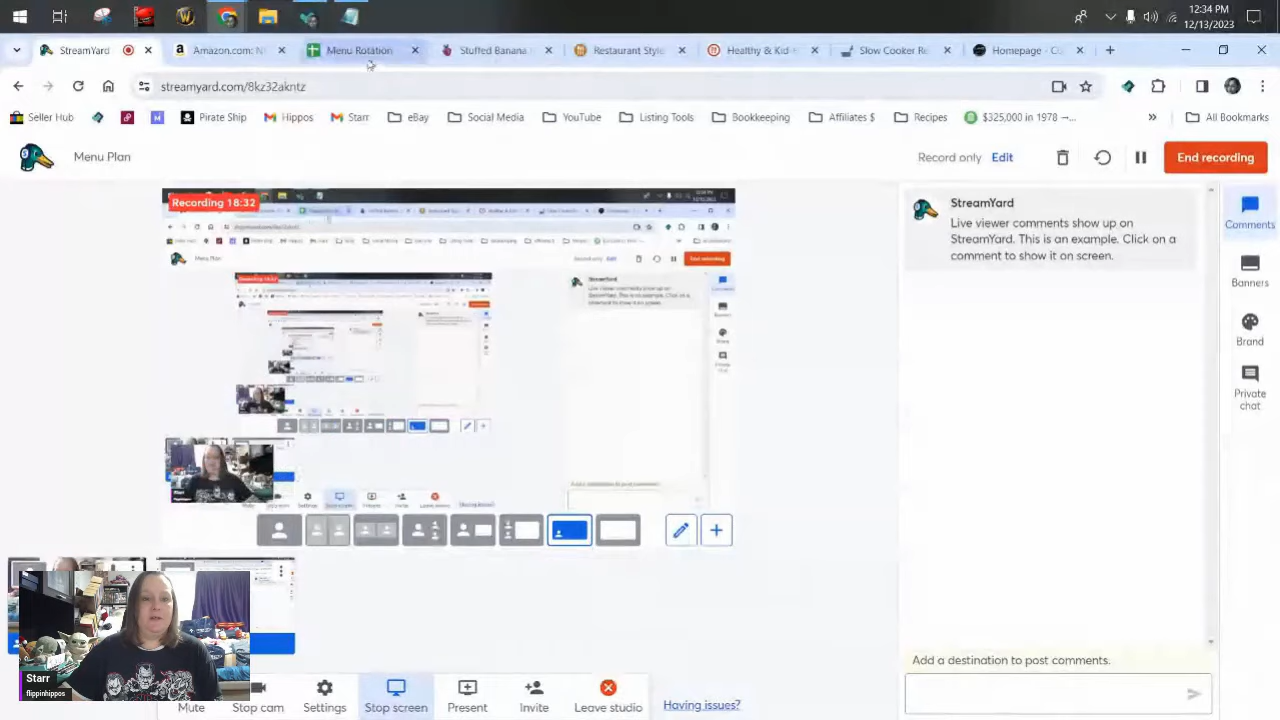 12:34 PM
12/13/2023
StreamYard
Amazon.com: N
Menu Rotation
Stuffed Banana
Restaurant Style
Healthy & Kid-
Slow Cooker Re
Homepage - C
streamyard.com/8kz32akntz
Seller Hub
Pirate Ship
Hippos
Starr
eBay
Social Media
YouTube
Listing Tools
Bookkeeping
Affiliates $
Recipes
$325,000 in 1978 →...
»
All Bookmarks
Menu Plan
Record only
Edit
End recording
Recording 18:32
StreamYard
Live viewer comments show up on
StreamYard. This is an example. Click on a
comment to show it on screen.
Comments
Banners
Brand
Private
chat
Starr
flippinhippos
Add a destination to post comments.
Mute
Stop cam
Settings
Stop screen
Present
Invite
Leave studio
Having issues?